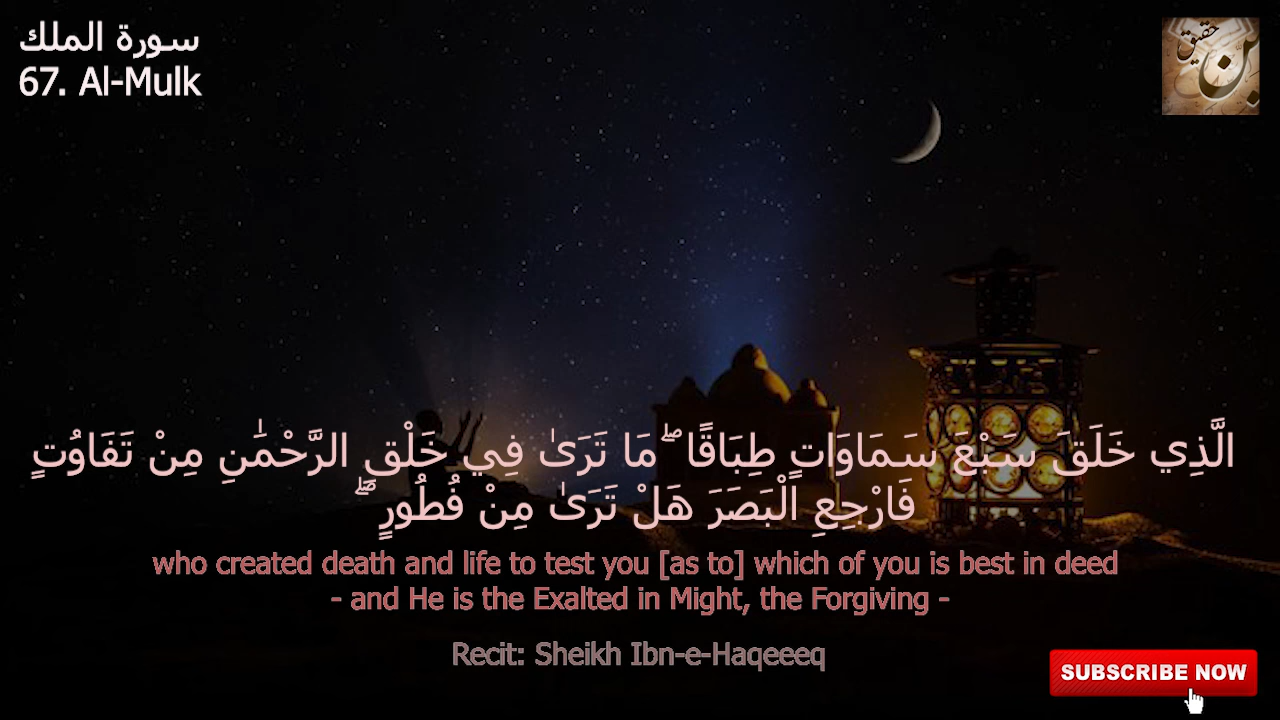 سورة الملك
67. Al-Mulk
بن حقيق
الَّذِي خَلَقَ سَبْعَ سَمَاوَاتٍ طِبَاقًا ۖ مَا تَرَىٰ فِي خَلْقِ الرَّحْمَٰنِ مِنْ تَفَاوُتٍ
فَارْجِعِ الْبَصَرَ هَلْ تَرَىٰ مِنْ فُطُورٍ ۖ
who created death and life to test you [as to] which of you is best in deed
- and He is the Exalted in Might, the Forgiving -
Recit: Sheikh Ibn-e-Haqeeeq
SUBSCRIBE NOW